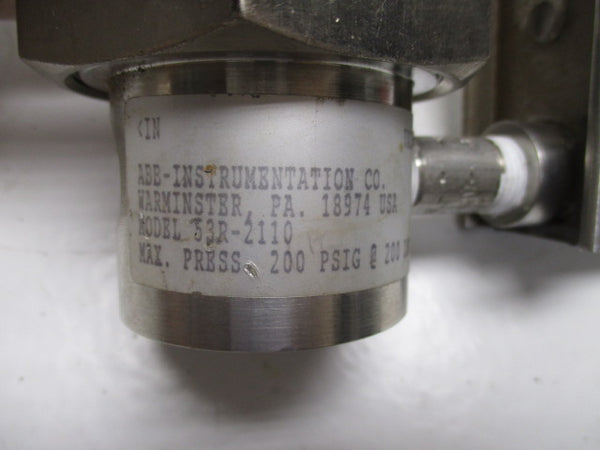 <IN
ABB-INSTRUMENTATION CO.
WARMINSTER, PA. 18974 USA
MODEL 53R-2110
MAX. PRESS. 200 PSIG @ 200